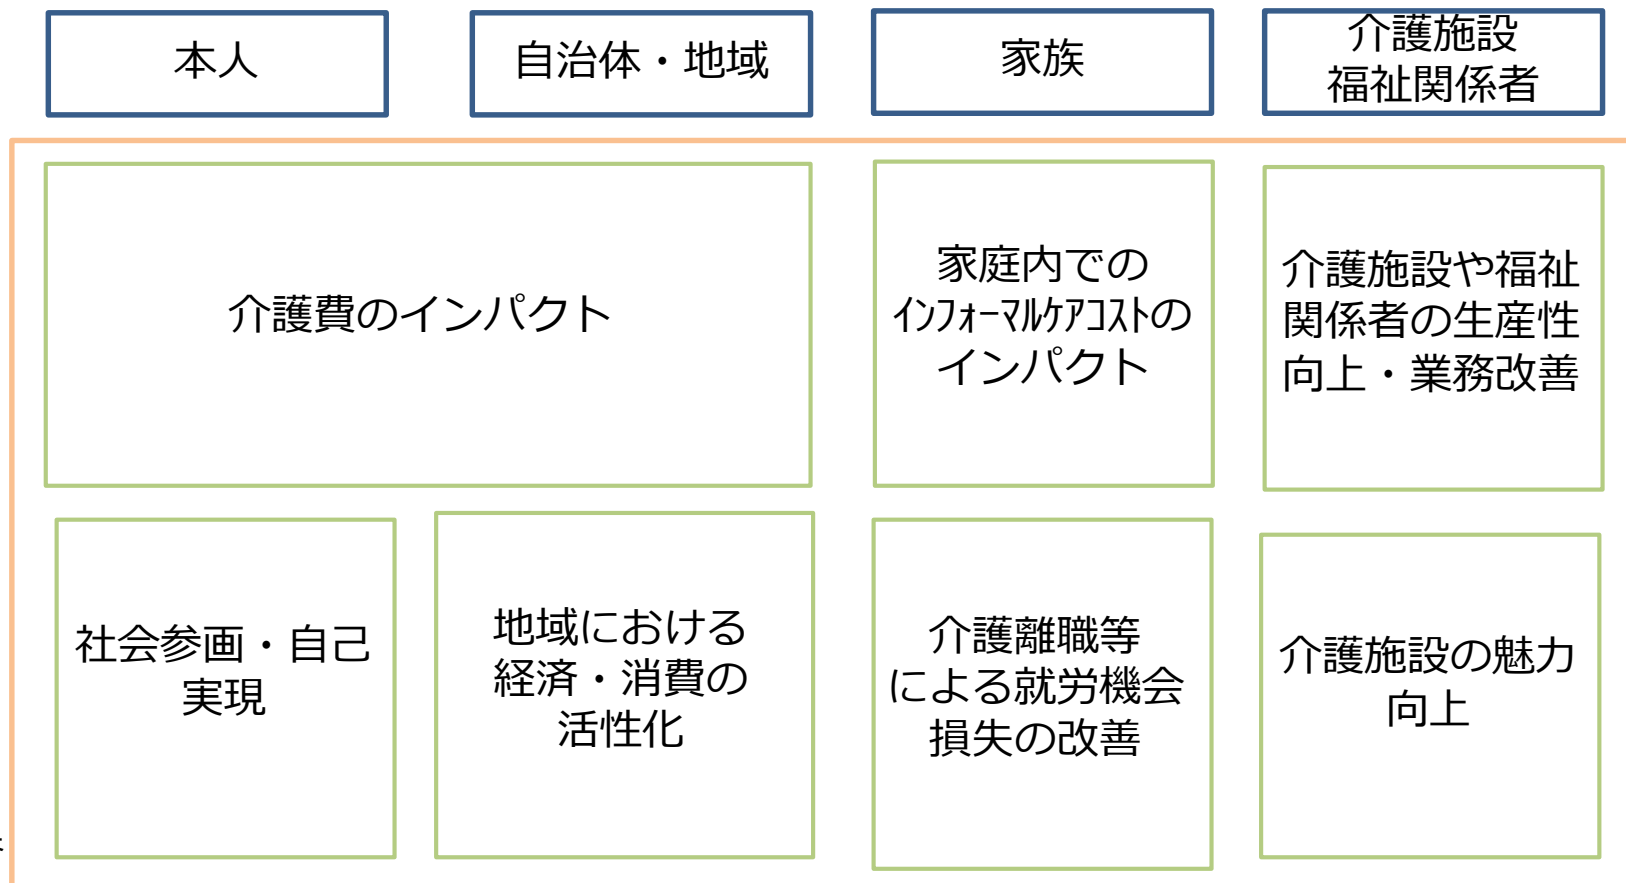 本人
自治体・地域
家族
介護施設
福祉関係者
介護費のインパクト
家庭内での
ｲﾝﾌｫｰﾏﾙｹｱｺｽﾄの
インパクト
介護施設や福祉
関係者の生産性
向上・業務改善
社会参画・自己
実現
地域における
経済・消費の
活性化
介護離職等
による就労機会
損失の改善
介護施設の魅力
向上